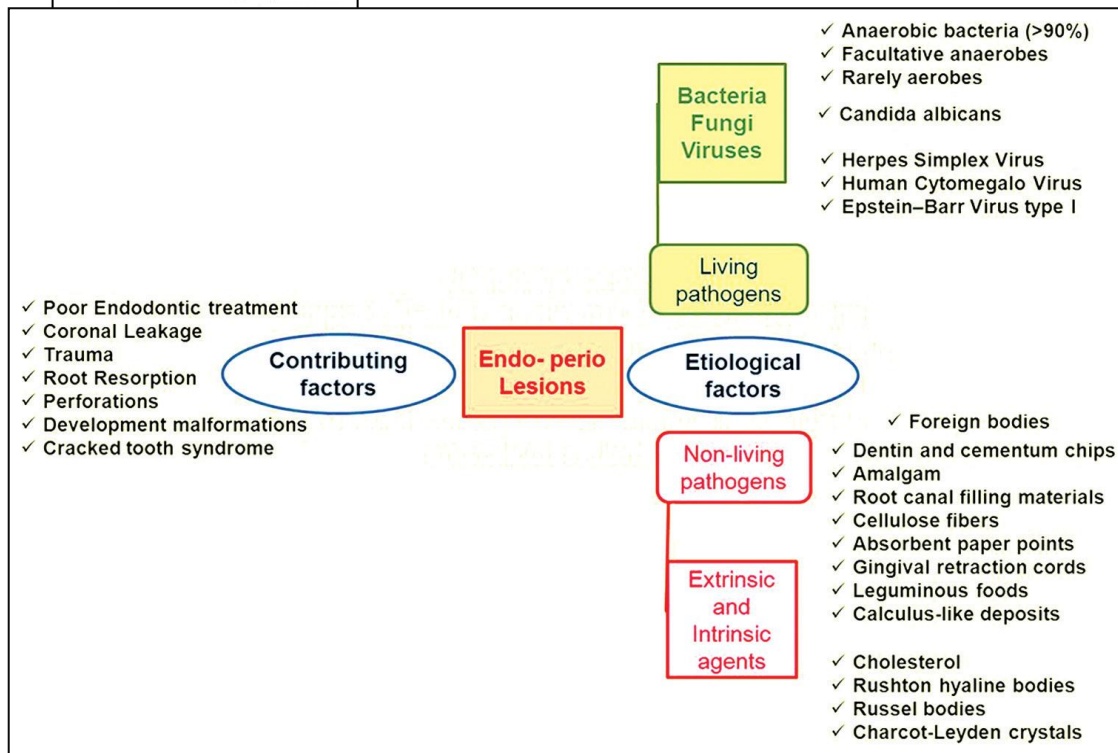 ✓ Anaerobic bacteria (>90%)
✓ Facultative anaerobes
✓ Rarely aerobes
✓ Candida albicans
✓ Herpes Simplex Virus
✓ Human Cytomegalo Virus
✓ Epstein–Barr Virus type I
Bacteria
Fungi
Viruses
Living
pathogens
✓ Poor Endodontic treatment
✓ Coronal Leakage
✓ Trauma
✓ Root Resorption
✓ Perforations
✓ Development malformations
✓ Cracked tooth syndrome
Contributing
factors
Endo- perio
Lesions
Etiological
factors
Non-living
pathogens
Extrinsic
and
Intrinsic
agents
✓ Foreign bodies
✓ Dentin and cementum chips
✓ Amalgam
✓ Root canal filling materials
✓ Cellulose fibers
✓ Absorbent paper points
✓ Gingival retraction cords
✓ Leguminous foods
✓ Calculus-like deposits
✓ Cholesterol
✓ Rushton hyaline bodies
✓ Russel bodies
✓ Charcot-Leyden crystals